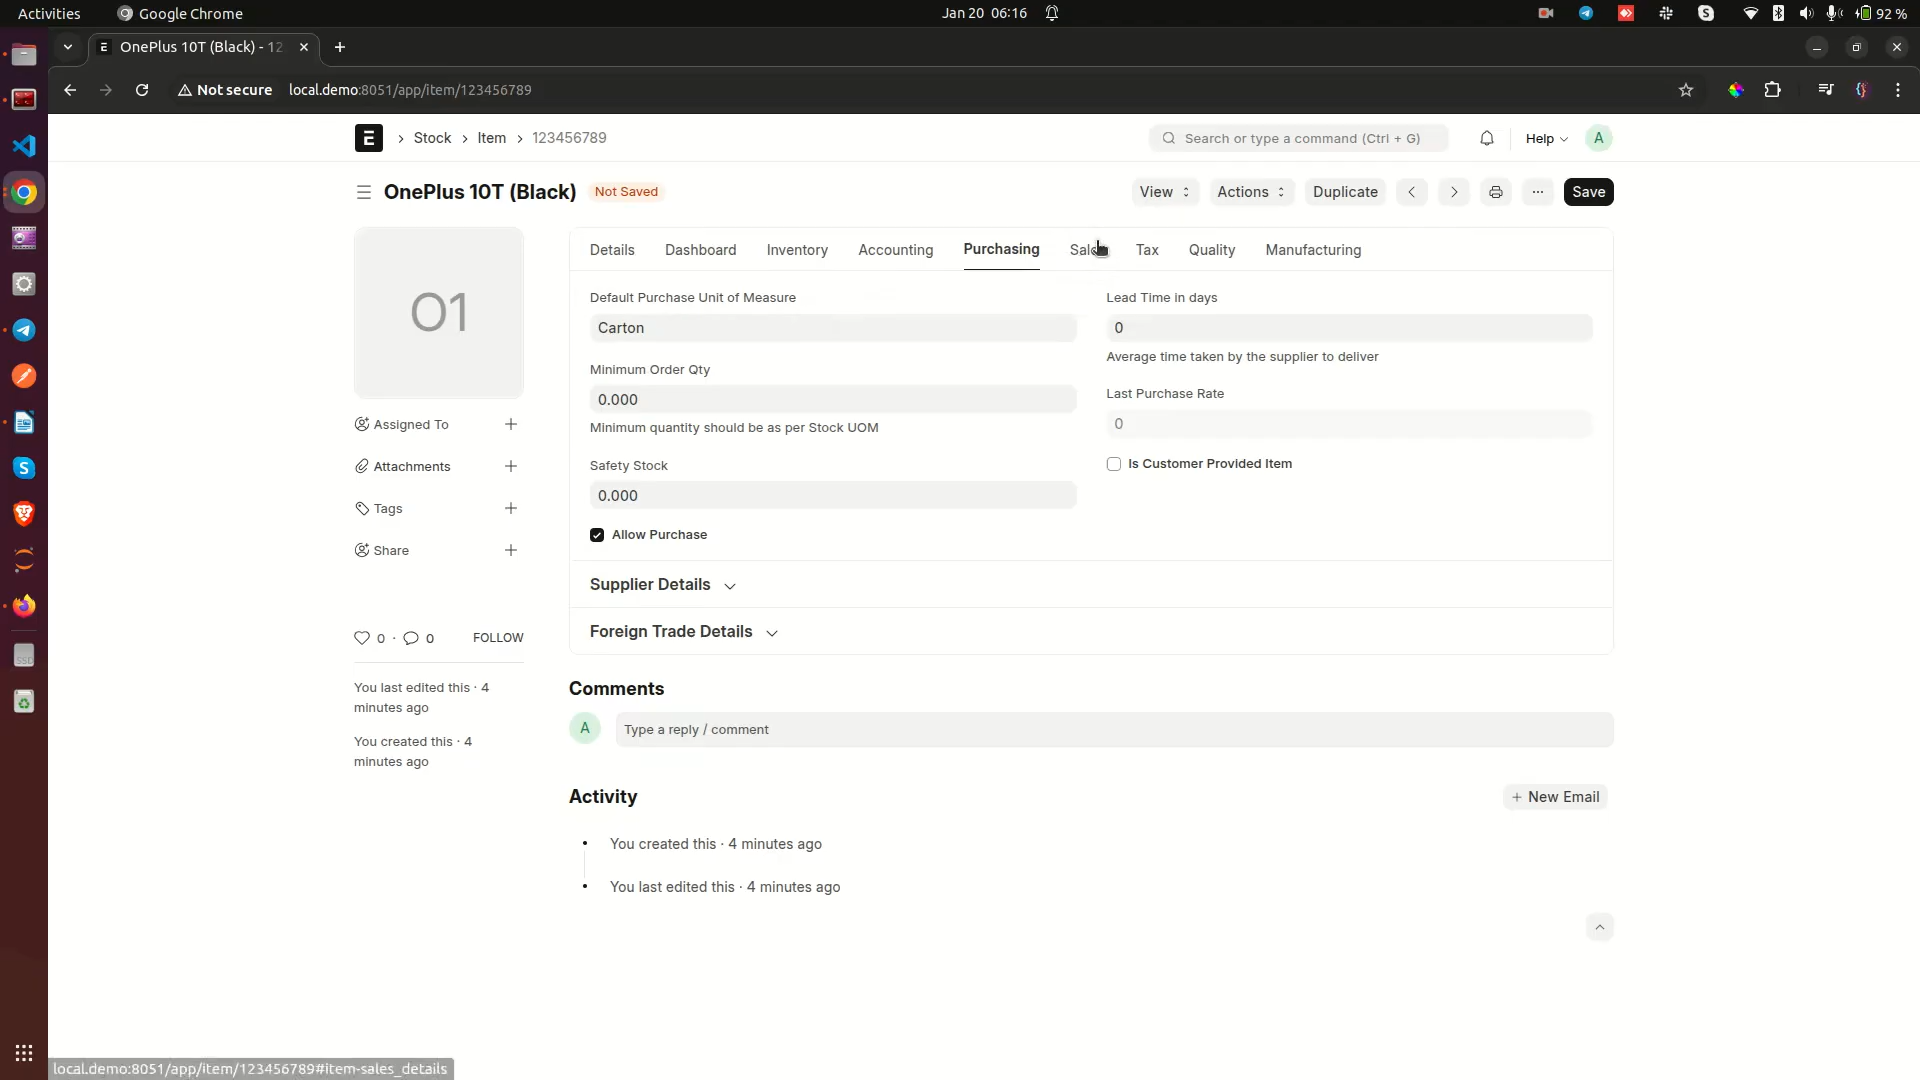 Activities
Google Chrome
Jan 20 06:16
92 %
OnePlus 10T (Black) - 12
Not secure
local.demo:8051/app/item/123456789
E
Stock
Item
123456789
Search or type a command (Ctrl + G)
Help
A
OnePlus 10T (Black)
Not Saved
View
Actions
Duplicate
Save
O1
Details
Dashboard
Inventory
Accounting
Purchasing
Tax
Quality
Manufacturing
Default Purchase Unit of Measure
Carton
Minimum Order Qty
0.000
Minimum quantity should be as per Stock UOM
Safety Stock
0.000
Allow Purchase
Lead Time in days
0
Average time taken by the supplier to deliver
Last Purchase Rate
0
Is Customer Provided Item
Supplier Details
Foreign Trade Details
Assigned To
Attachments
Tags
Share
0 · 0
FOLLOW
You last edited this · 4
minutes ago
You created this · 4
minutes ago
Comments
A
Type a reply / comment
Activity
New Email
You created this · 4 minutes ago
You last edited this · 4 minutes ago
local.demo:8051/app/item/123456789#item-sales_details